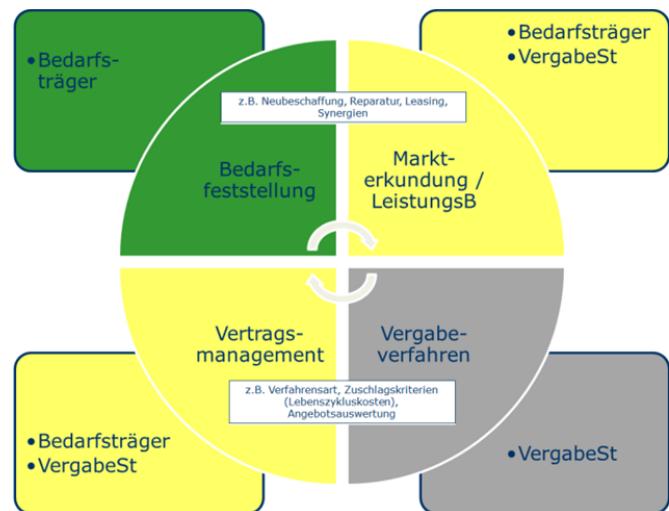 • Bedarfs-
träger
• Bedarfsträger
• VergabeSt
z.B. Neubeschaffung, Reparatur, Leasing,
Synergien
Bedarfs-
feststellung
Markt-
erkundung /
LeistungsB
Vertrags-
management
Vergabe-
verfahren
z.B. Verfahrensart, Zuschlagskriterien
(Lebenszykluskosten),
Angebotsauswertung
• Bedarfsträger
• VergabeSt
• VergabeSt